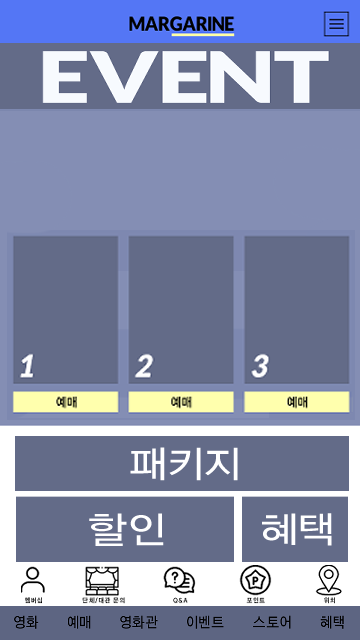 MARGARINE
EVENT
1 2 3
예매 예매 예매
패키지
할인 혜택
멤버십 단체/대관 문의 Q&A 포인트 위치
영화 예매 영화관 이벤트 스토어 혜택